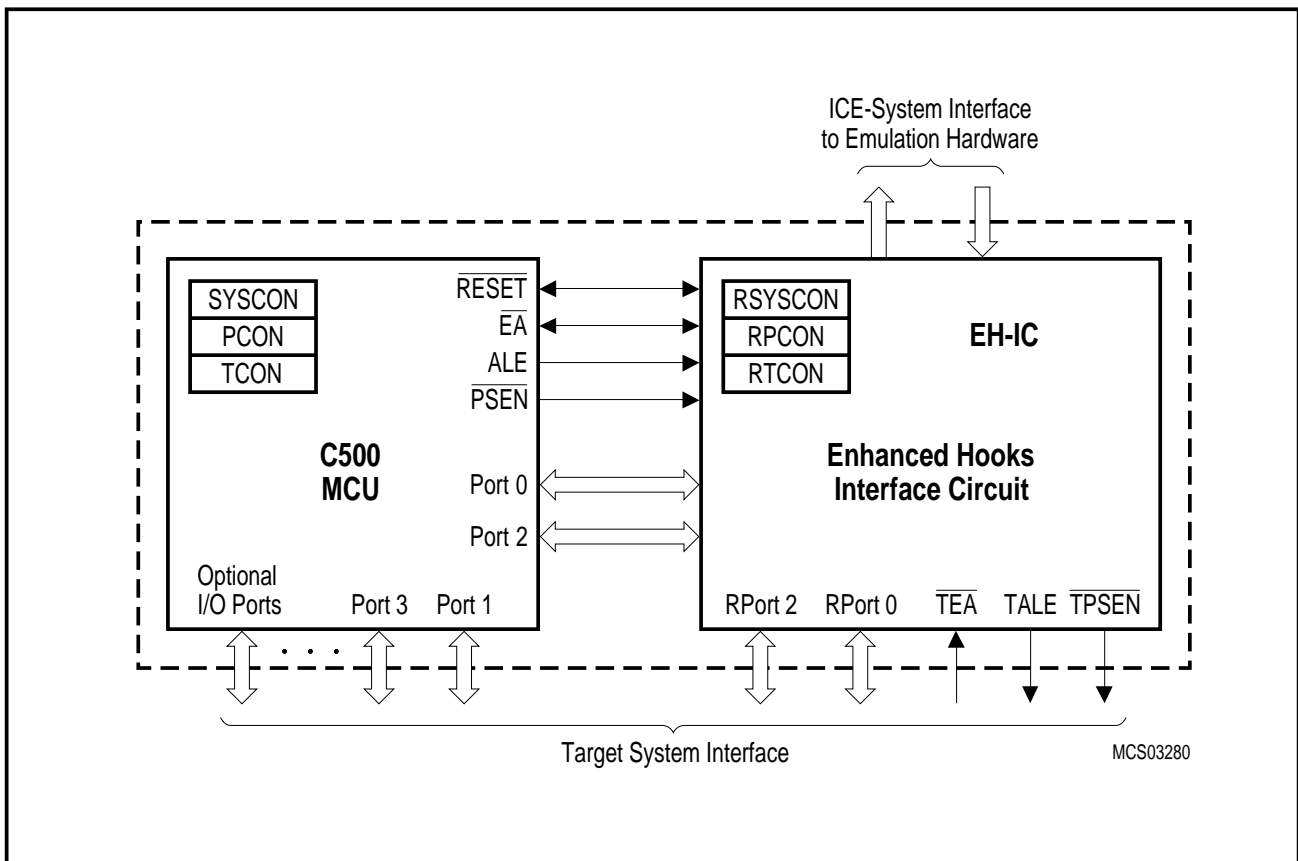 ICE-System Interface
to Emulation Hardware
SYSCON
PCON
TCON
RESET
EA
ALE
PSEN
C500
MCU
Port 0
Port 2
Optional
I/O Ports
. . .
Port 3
Port 1
RSYSCON
RPCON
RTCON
EH-IC
Enhanced Hooks
Interface Circuit
RPort 2
RPort 0
TEA
TALE
TPSEN
Target System Interface
MCS03280